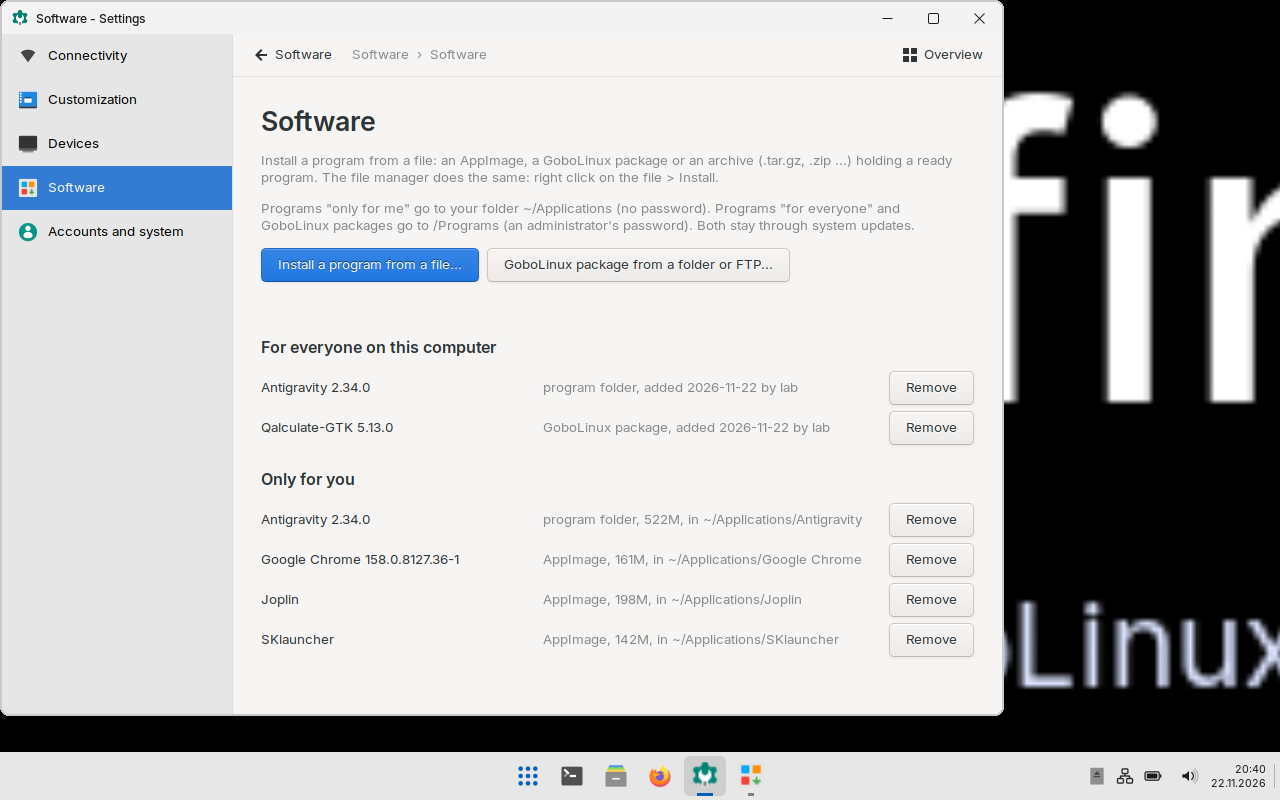 Software - Settings
Connectivity
Customization
Devices
Software
Accounts and system
Software
Software › Software
Overview
Software
Install a program from a file: an AppImage, a GoboLinux package or an archive (.tar.gz, .zip ...) holding a ready
program. The file manager does the same: right click on the file > Install.
Programs "only for me" go to your folder ~/Applications (no password). Programs "for everyone" and
GoboLinux packages go to /Programs (an administrator's password). Both stay through system updates.
Install a program from a file...
GoboLinux package from a folder or FTP...
For everyone on this computer
Antigravity 2.34.0 program folder, added 2026-11-22 by lab Remove
Qalculate-GTK 5.13.0 GoboLinux package, added 2026-11-22 by lab Remove
Only for you
Antigravity 2.34.0 program folder, 522M, in ~/Applications/Antigravity Remove
Google Chrome 158.0.8127.36-1 AppImage, 161M, in ~/Applications/Google Chrome Remove
Joplin AppImage, 198M, in ~/Applications/Joplin Remove
SKlauncher AppImage, 142M, in ~/Applications/SKlauncher Remove
fin
oLinux
20:40
22.11.2026